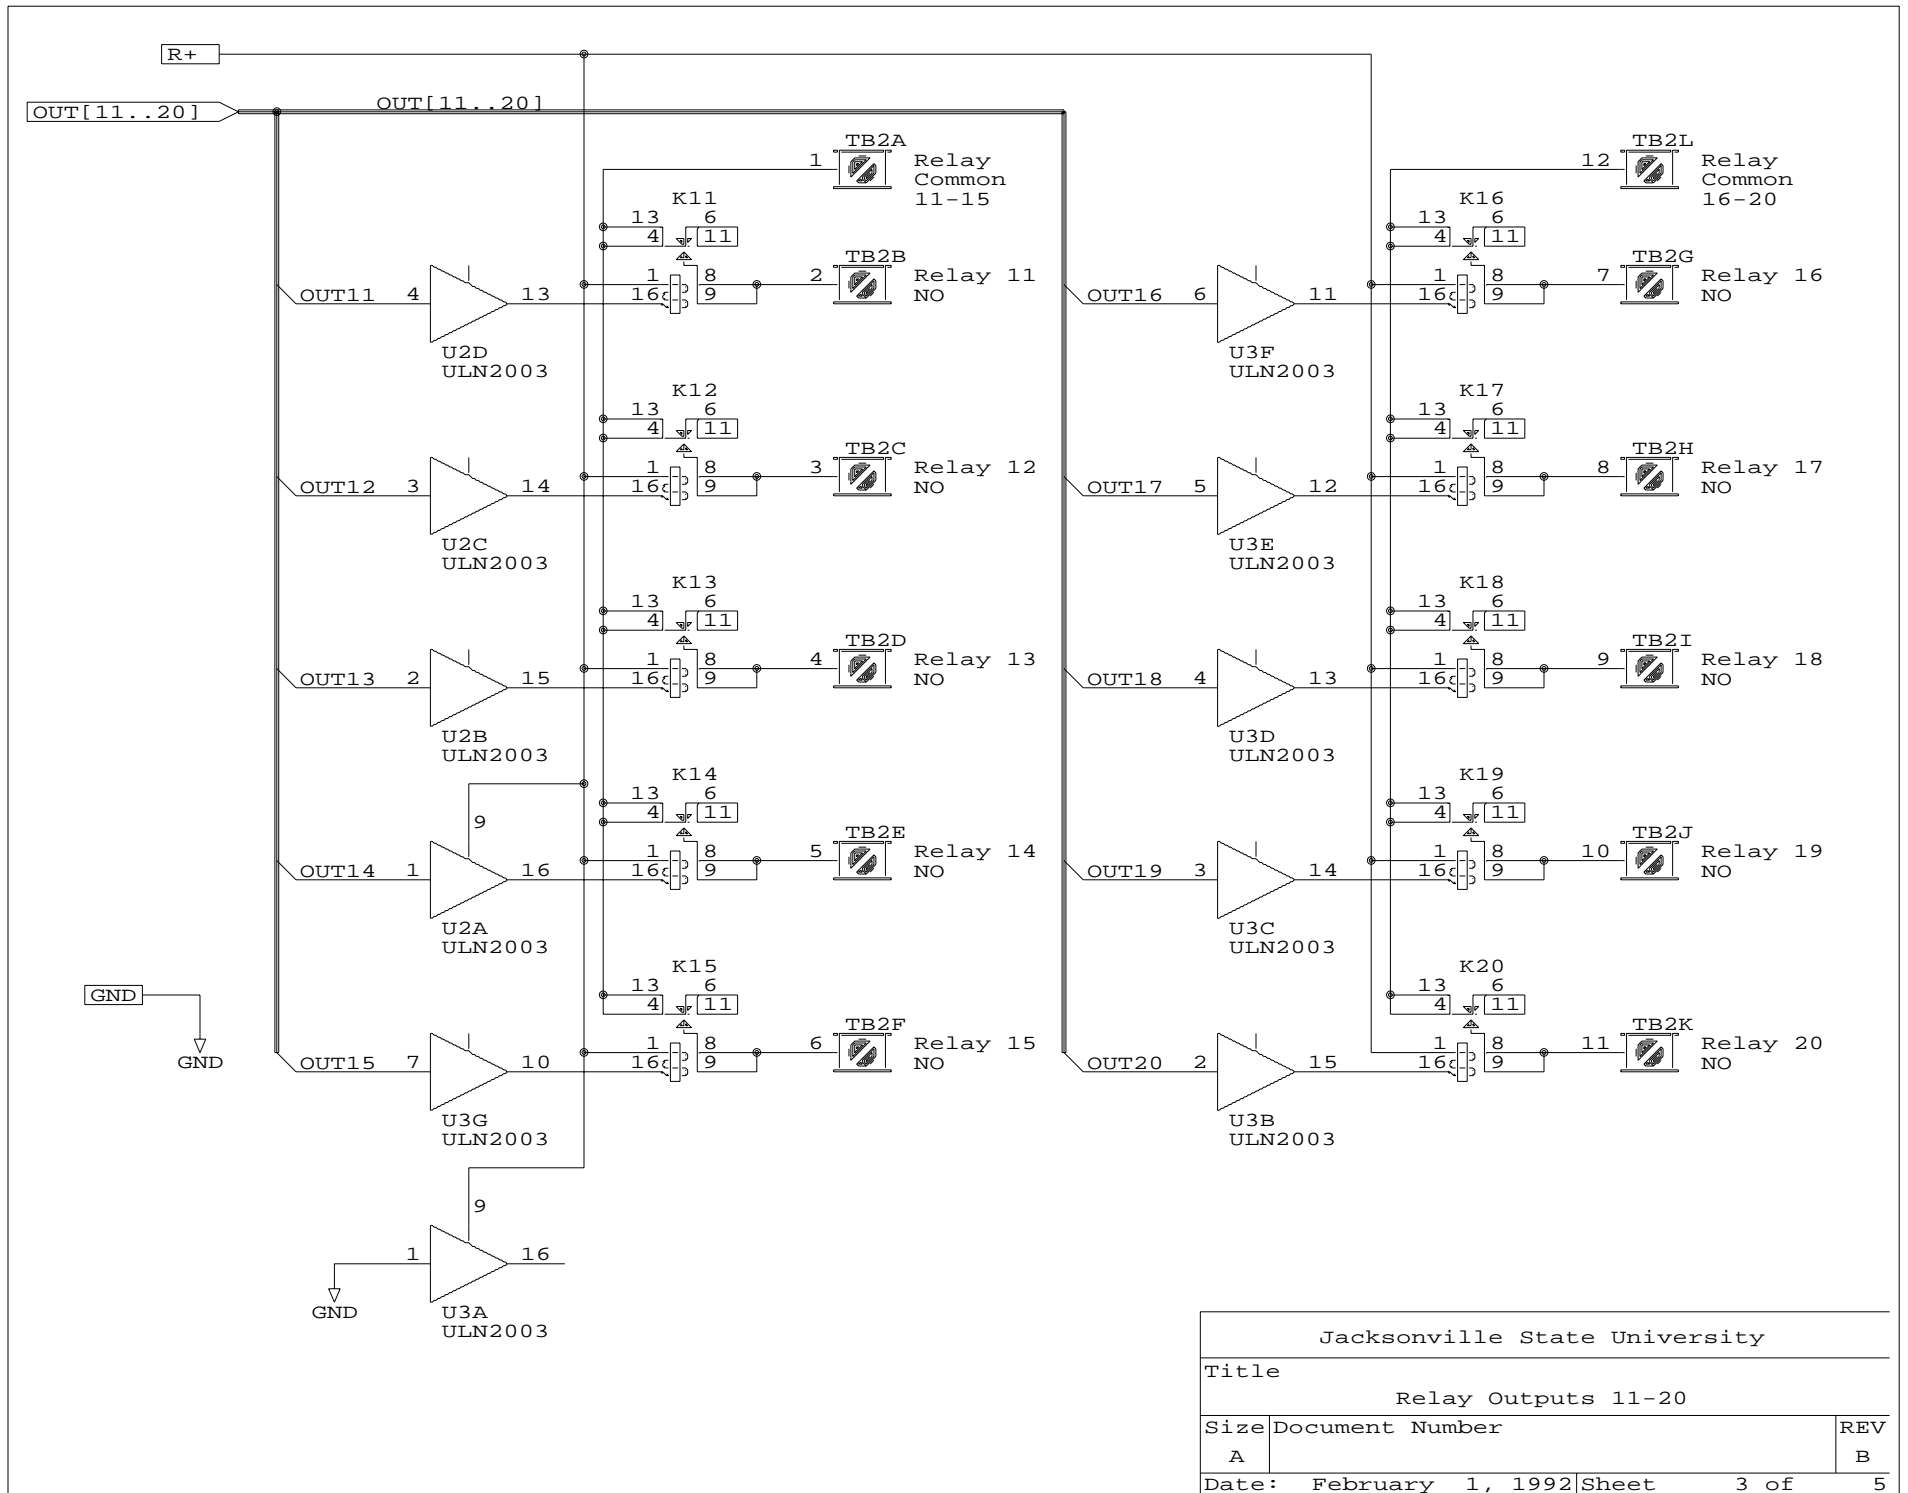 R+
OUT[11..20]
OUT[11..20]
TB2A
1
Relay
Common
11-15
K11
13 6
4 11
TB2B
1 8 2 Relay 11
OUT11 4 13 16 9 NO
U2D
ULN2003
K12
13 6
4 11
TB2C
1 8 3 Relay 12
OUT12 3 14 16 9 NO
U2C
ULN2003
K13
13 6
4 11
TB2D
1 8 4 Relay 13
OUT13 2 15 16 9 NO
U2B
ULN2003
K14
13 6
4 11
9
TB2E
1 8 5 Relay 14
OUT14 1 16 16 9 NO
U2A
ULN2003
K15
13 6
4 11
GND
GND
TB2F
1 8 6 Relay 15
OUT15 7 10 16 9 NO
U3G
ULN2003
9
1 16
GND
U3A
ULN2003
TB2L
12
Relay
Common
16-20
K16
13 6
4 11
TB2G
1 8 7 Relay 16
OUT16 6 11 16 9 NO
U3F
ULN2003
K17
13 6
4 11
TB2H
1 8 8 Relay 17
OUT17 5 12 16 9 NO
U3E
ULN2003
K18
13 6
4 11
TB2I
1 8 9 Relay 18
OUT18 4 13 16 9 NO
U3D
ULN2003
K19
13 6
4 11
TB2J
1 8 10 Relay 19
OUT19 3 14 16 9 NO
U3C
ULN2003
K20
13 6
4 11
TB2K
1 8 11 Relay 20
OUT20 2 15 16 9 NO
U3B
ULN2003
Jacksonville State University
Title
Relay Outputs 11-20
Size Document Number REV
A B
Date: February 1, 1992 Sheet 3 of 5